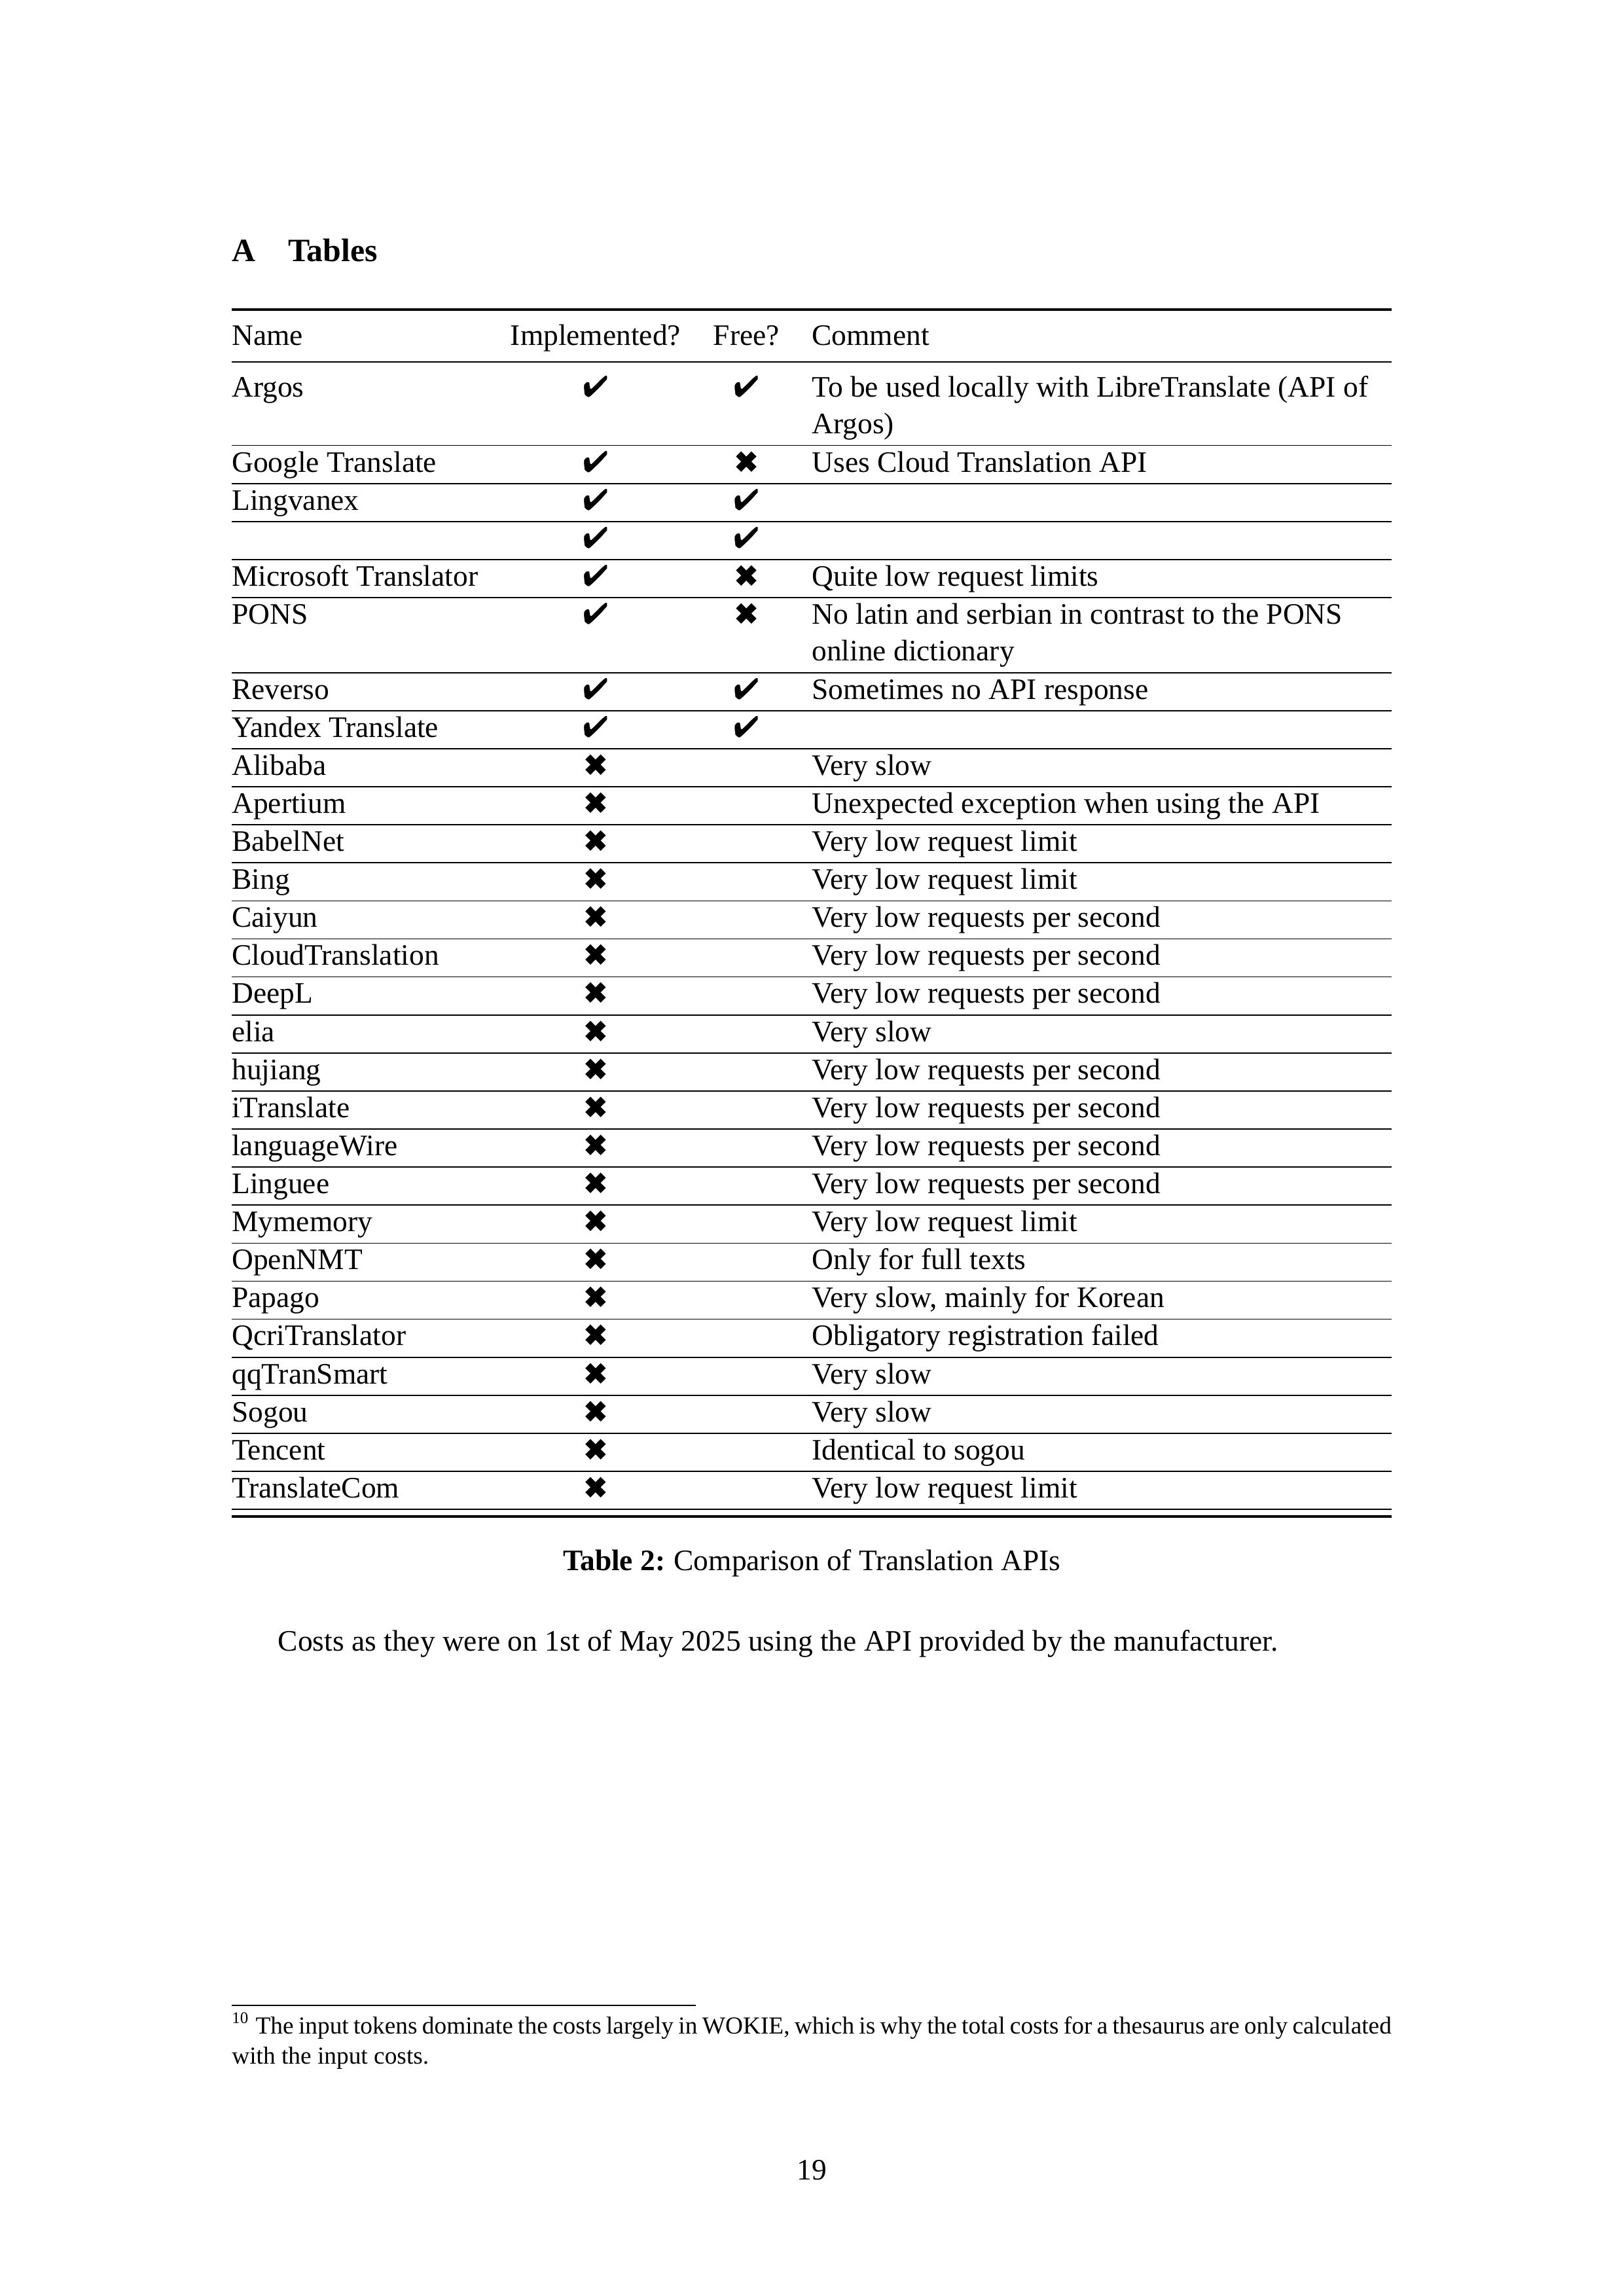 A Tables
Name Implemented? Free? Comment
Argos ✔ ✔ To be used locally with LibreTranslate (API of
Argos)
Google Translate ✔ ✖ Uses Cloud Translation API
Lingvanex ✔ ✔
✔ ✔
Microsoft Translator ✔ ✖ Quite low request limits
PONS ✔ ✖ No latin and serbian in contrast to the PONS
online dictionary
Reverso ✔ ✔ Sometimes no API response
Yandex Translate ✔ ✔
Alibaba ✖ Very slow
Apertium ✖ Unexpected exception when using the API
BabelNet ✖ Very low request limit
Bing ✖ Very low request limit
Caiyun ✖ Very low requests per second
CloudTranslation ✖ Very low requests per second
DeepL ✖ Very low requests per second
elia ✖ Very slow
hujiang ✖ Very low requests per second
iTranslate ✖ Very low requests per second
languageWire ✖ Very low requests per second
Linguee ✖ Very low requests per second
Mymemory ✖ Very low request limit
OpenNMT ✖ Only for full texts
Papago ✖ Very slow, mainly for Korean
QcriTranslator ✖ Obligatory registration failed
qqTranSmart ✖ Very slow
Sogou ✖ Very slow
Tencent ✖ Identical to sogou
TranslateCom ✖ Very low request limit
Table 2: Comparison of Translation APIs
Costs as they were on 1st of May 2025 using the API provided by the manufacturer.
10 The input tokens dominate the costs largely in WOKIE, which is why the total costs for a thesaurus are only calculated
with the input costs.
19